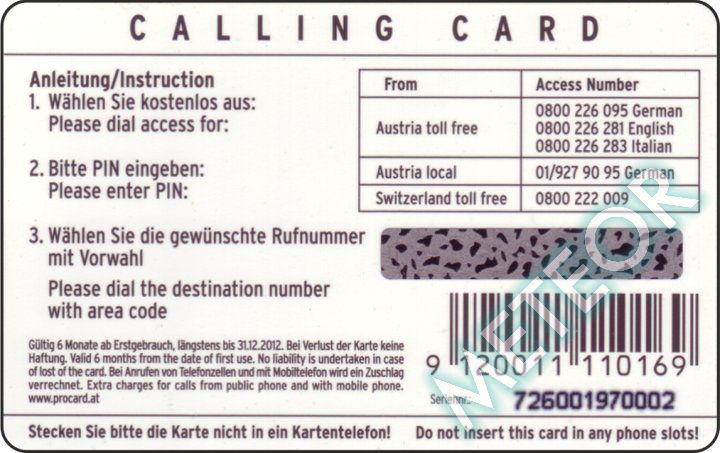 CALLING CARD
Anleitung/Instruction
1. Wählen Sie kostenlos aus:
Please dial access for:
2. Bitte PIN eingeben:
Please enter PIN:
3. Wählen Sie die gewünschte Rufnummer
mit Vorwahl
Please dial the destination number
with area code
From Access Number
Austria toll free 0800 226 095 German
0800 226 281 English
0800 226 283 Italian
Austria local 01/927 90 95 German
Switzerland toll free 0800 222 009
Gültig 6 Monate ab Erstgebrauch, längstens bis 31.12.2012. Bei Verlust der Karte keine
Haftung. Valid 6 months from the date of first use. No liability is undertaken in case
of lost of the card. Bei Anrufen von Telefonzellen und mit Mobiltelefon wird ein Zuschlag
verrechnet. Extra charges for calls from public phone and with mobile phone.
www.procard.at
9 120011 110169
Seriennr.: 726001970002
METEOR
Stecken Sie bitte die Karte nicht in ein Kartentelefon! Do not insert this card in any phone slots!